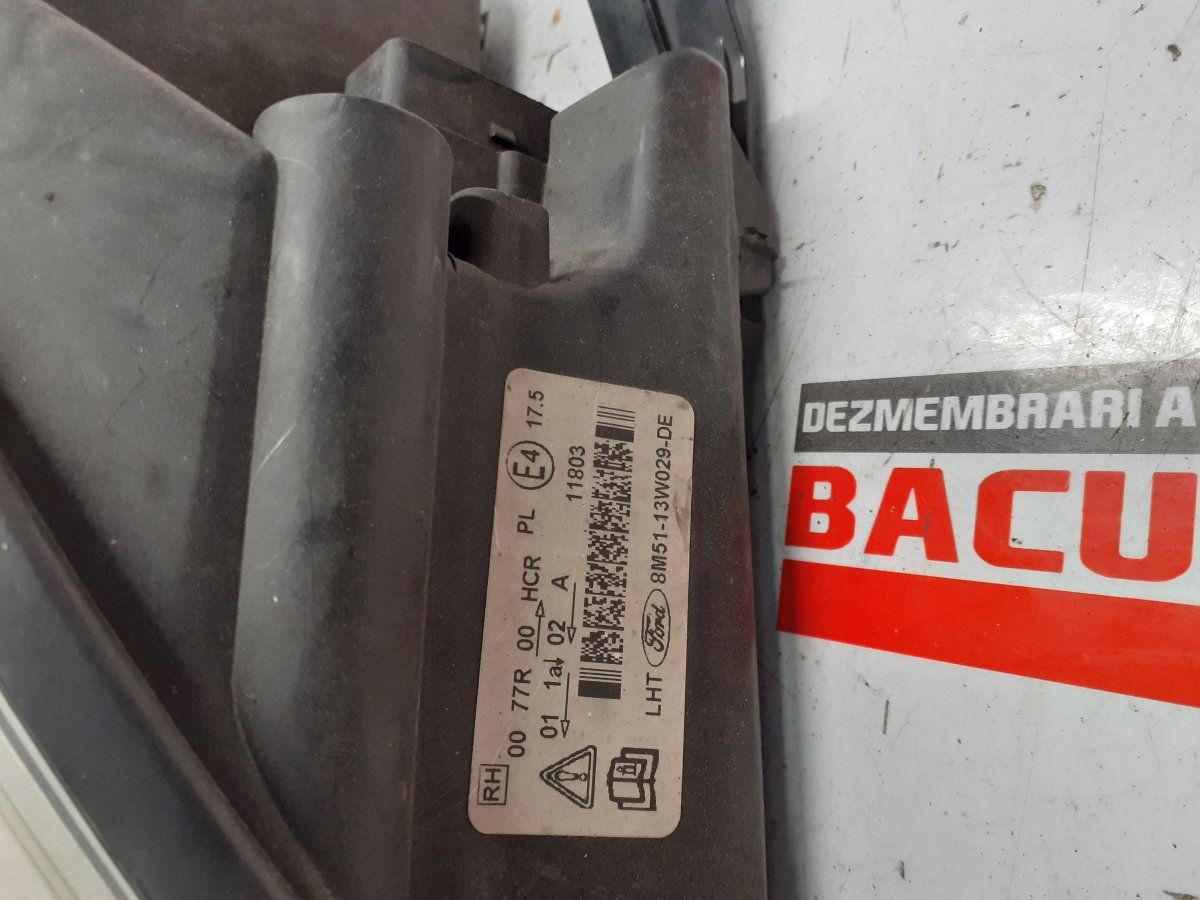 RH 00 77R 00 HCR PL E4 17.5
01 1a 02 A 11803
LHT Ford 8M51-13W029-DE
DEZMEMBRARI A
BACU